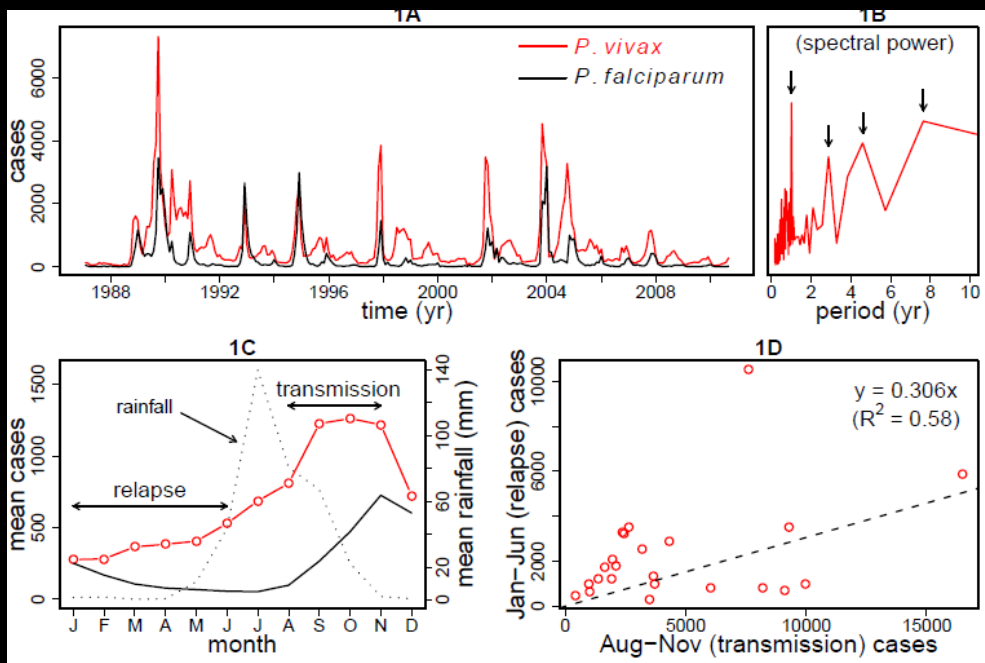 1A
P. vivax
P. falciparum
cases
0
2000
4000
6000
1988
1992
1996
2000
2004
2008
time (yr)
1B
(spectral power)
0
2
4
6
8
10
period (yr)
1C
rainfall
transmission
relapse
mean cases
0
500
1000
1500
mean rainfall (mm)
0
20
40
60
80
100
120
140
J F M A M J J A S O N D
month
1D
y = 0.306x
(R² = 0.58)
Jan−Jun (relapse) cases
0
2000
6000
10000
0
5000
10000
15000
Aug−Nov (transmission) cases